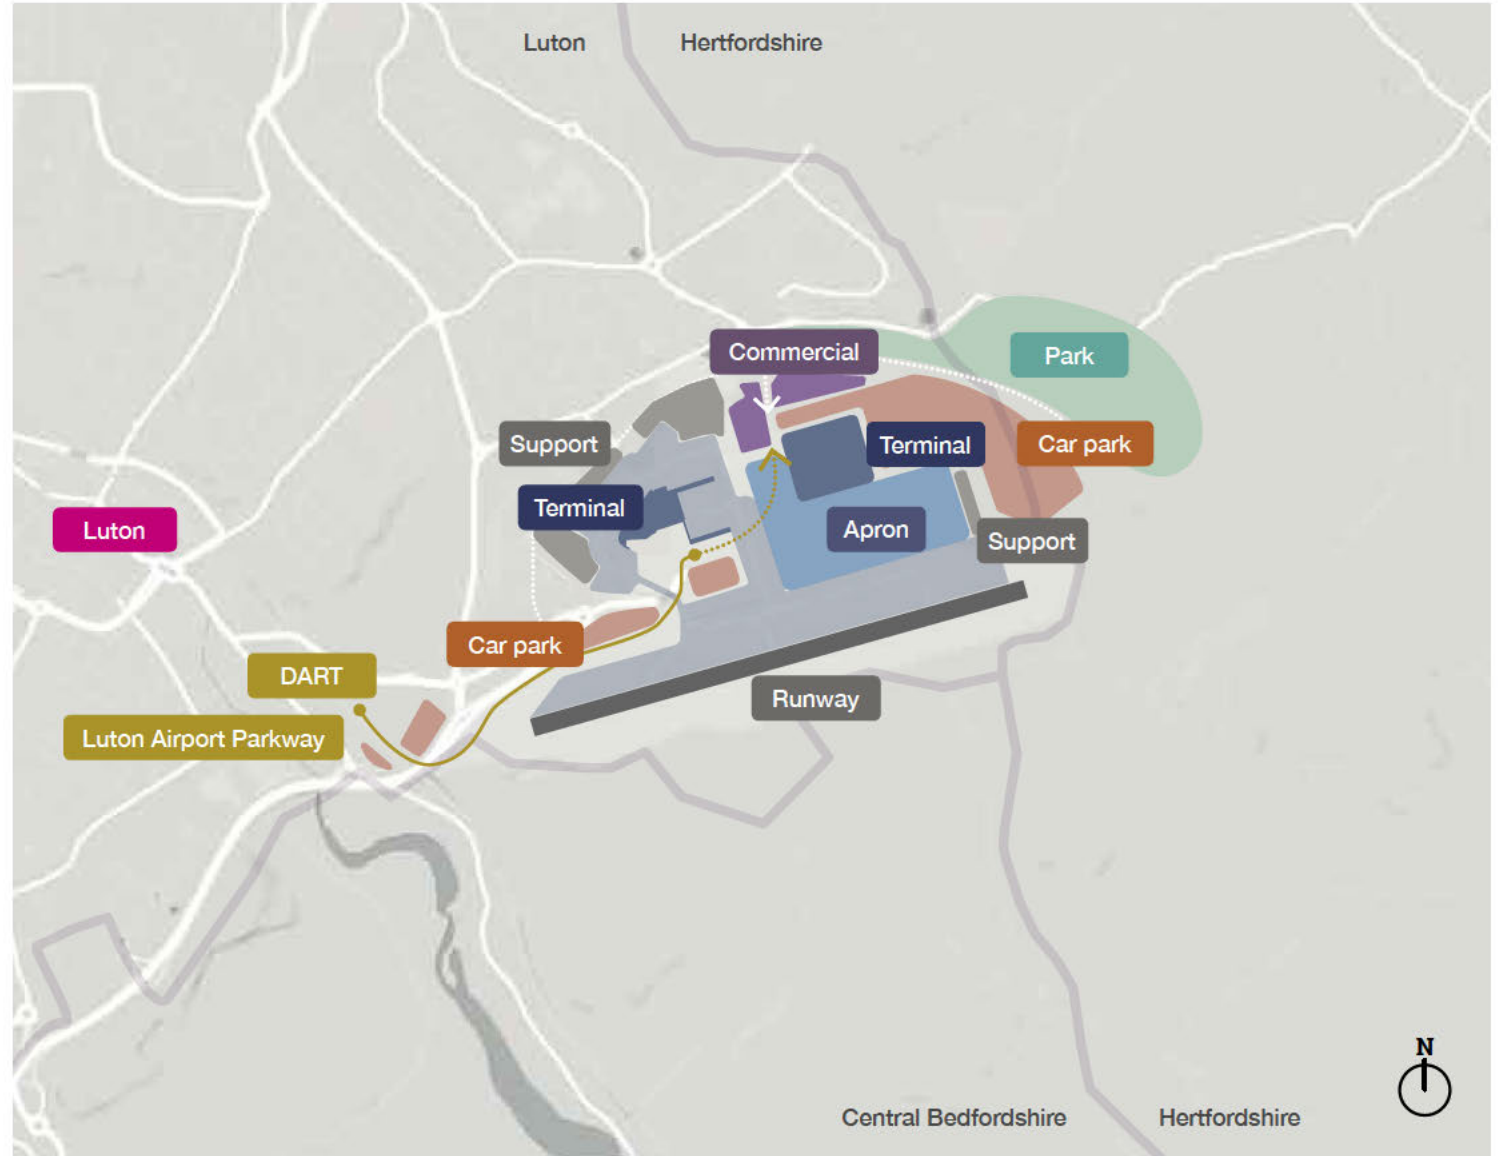 Luton
Hertfordshire
Commercial
Park
Support
Terminal
Car park
Terminal
Luton
Apron
Support
Car park
DART
Runway
Luton Airport Parkway
N
Central Bedfordshire
Hertfordshire